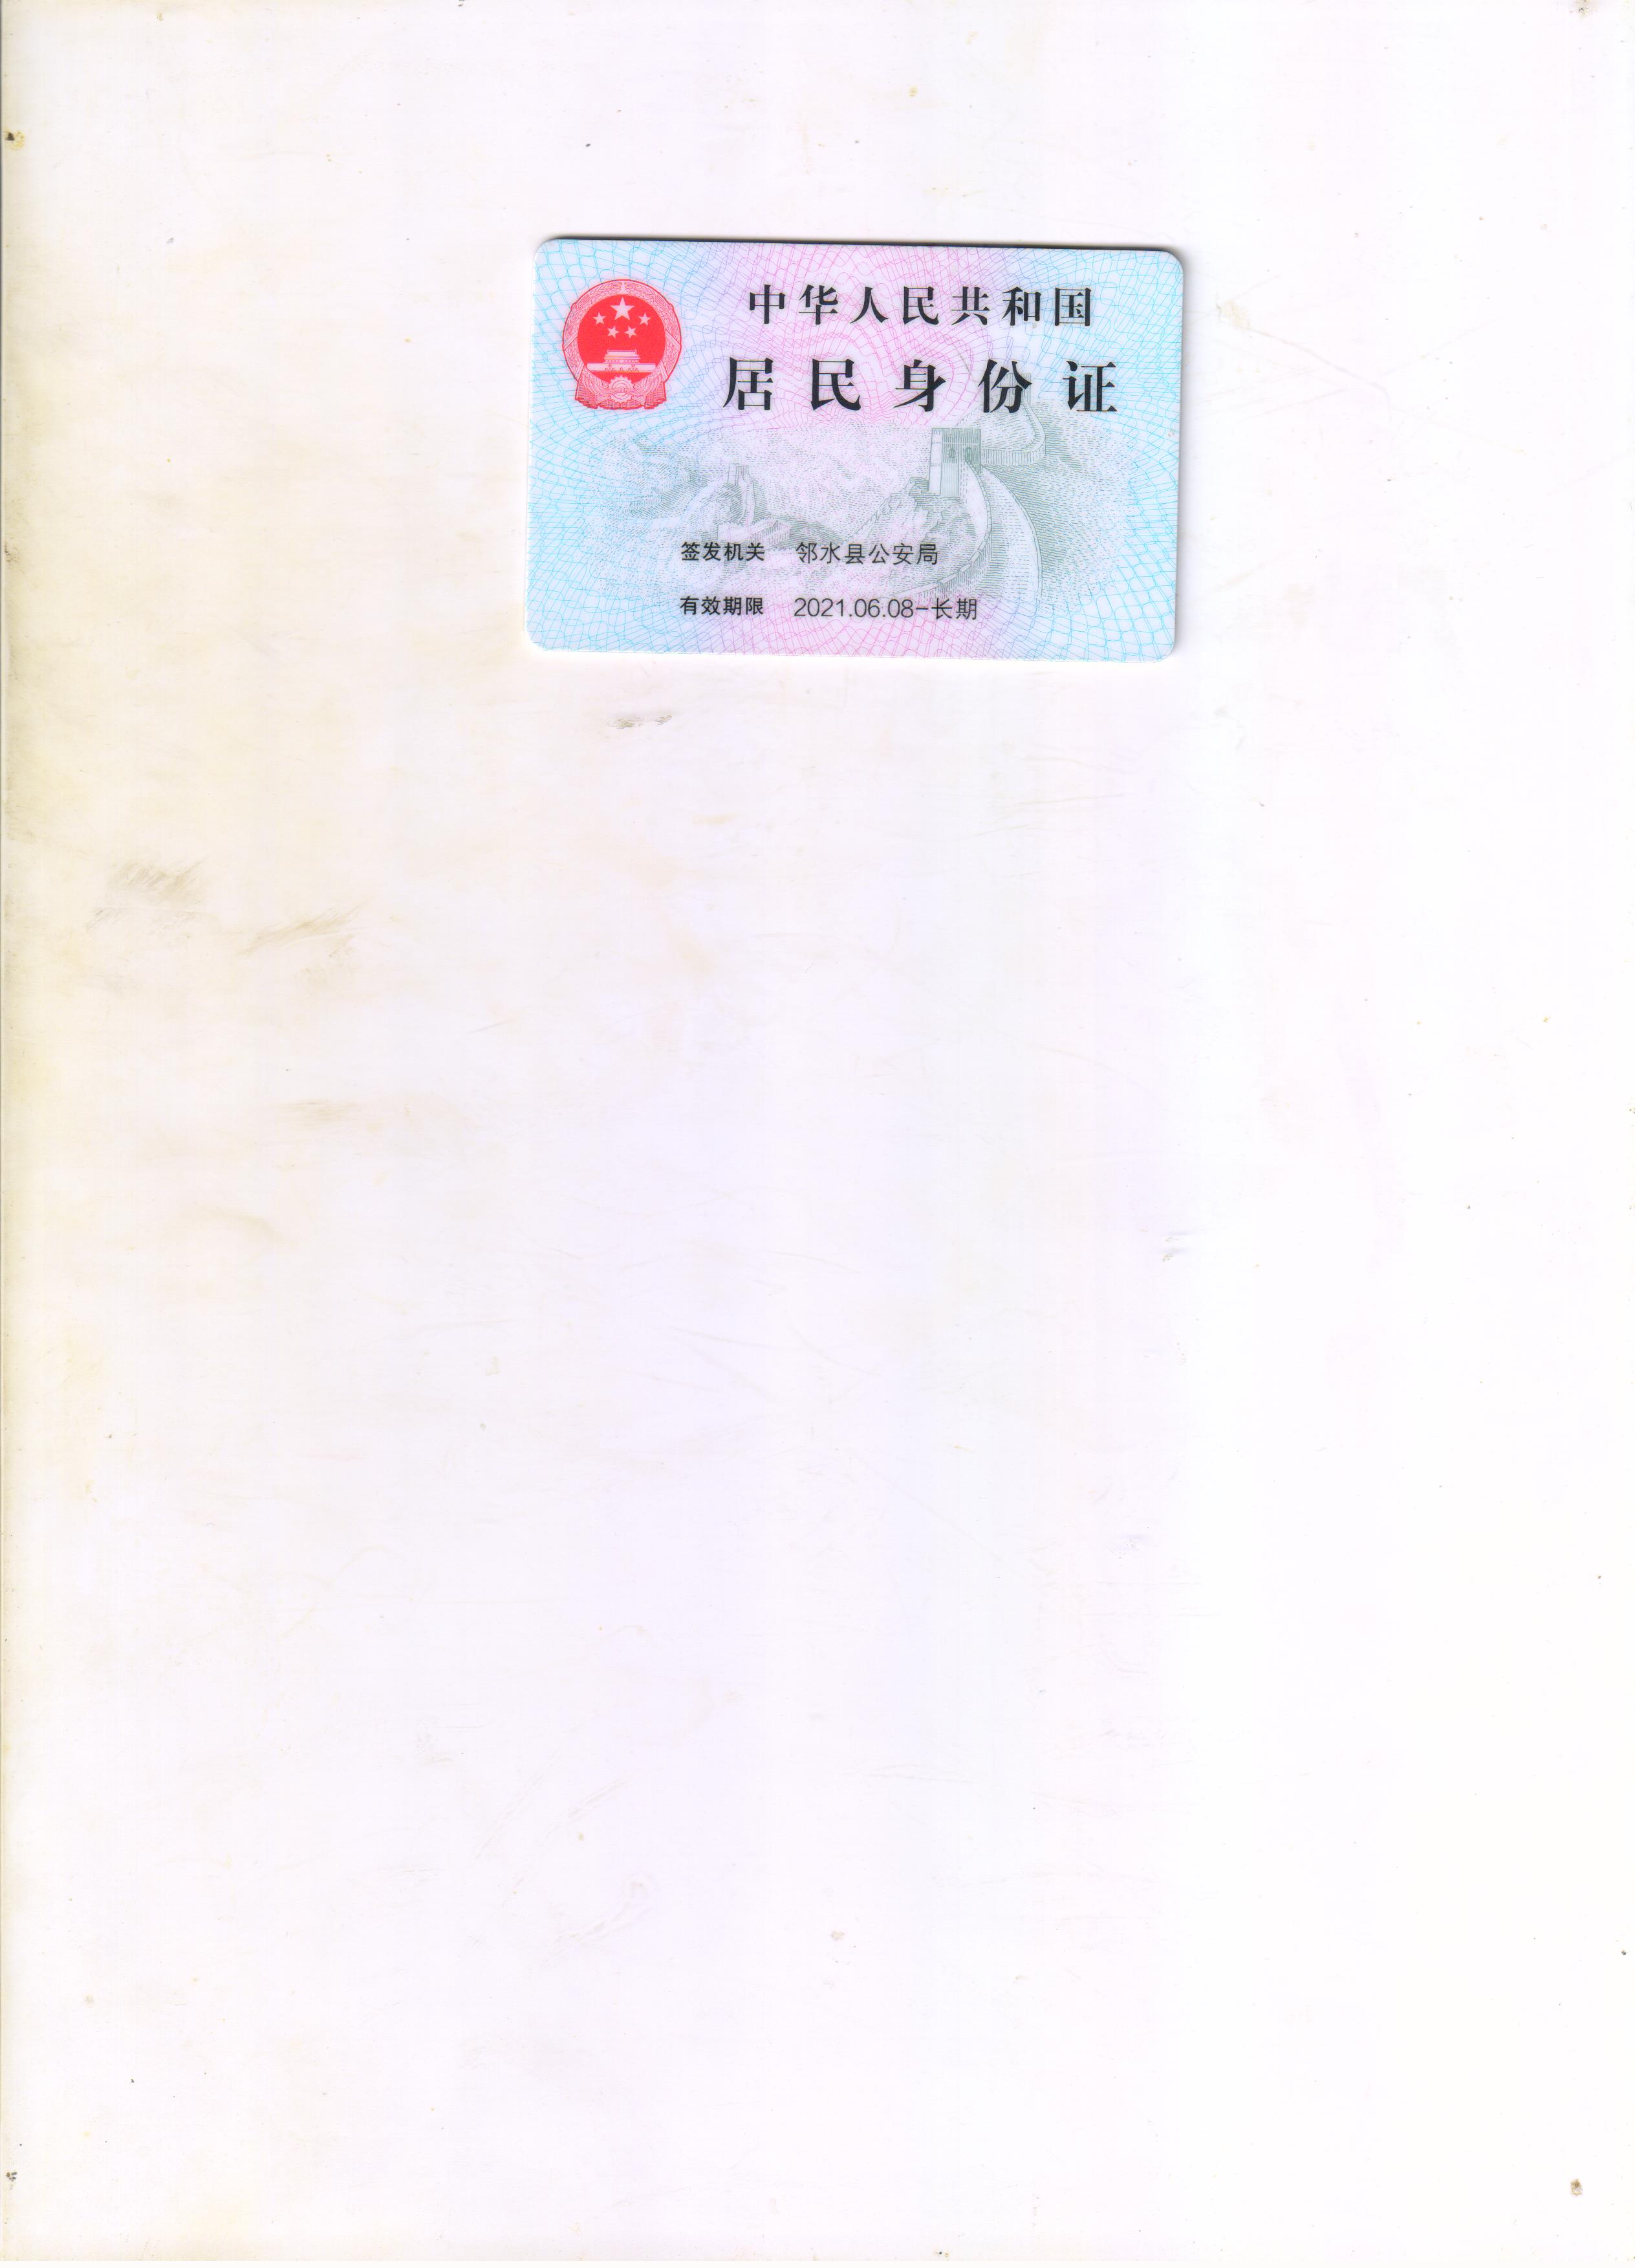 中华人民共和国
居民身份证
签发机关 邻水县公安局
有效期限 2021.06.08-长期